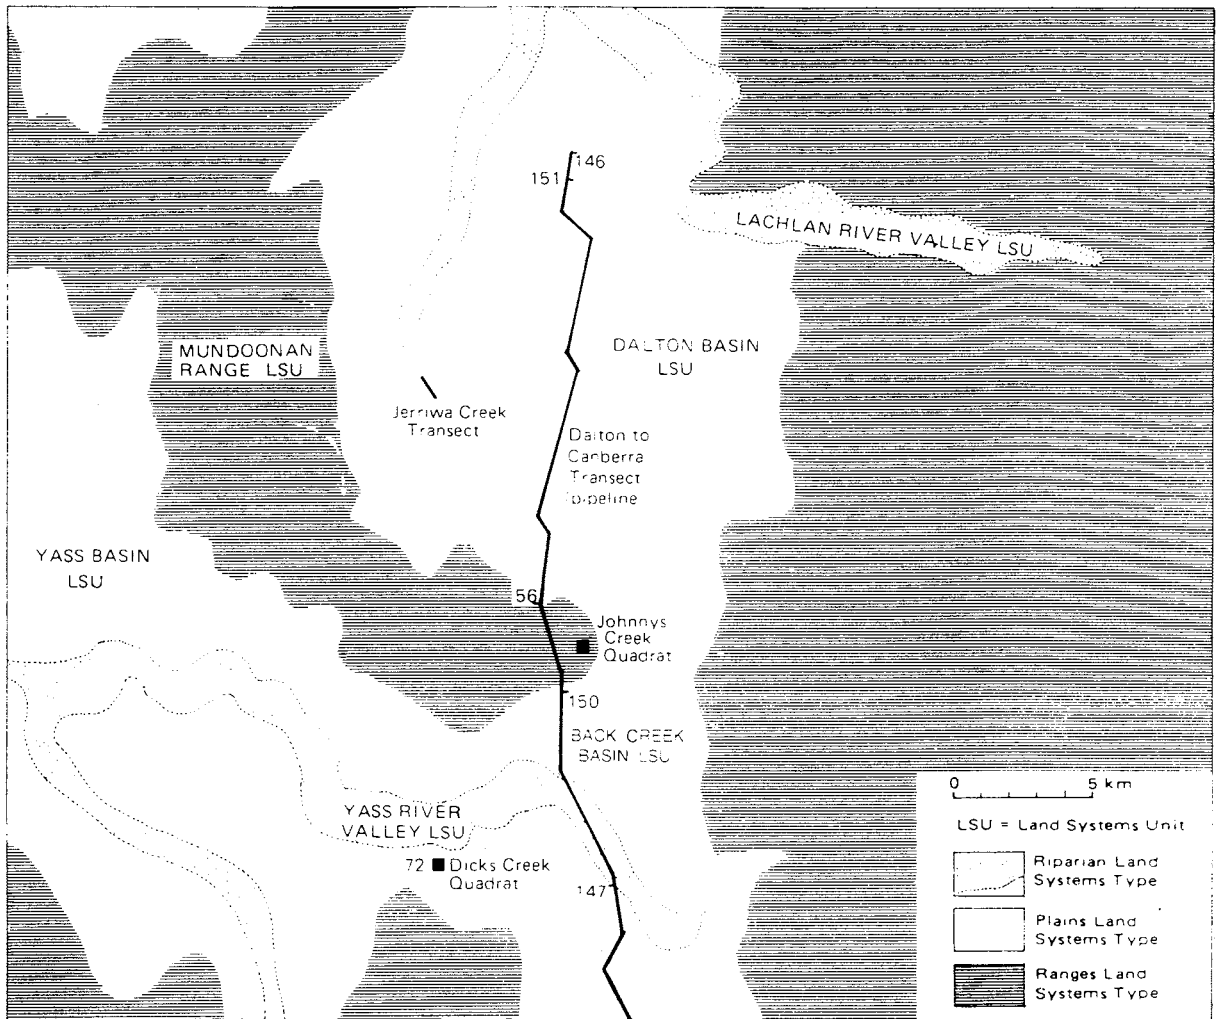 146
151
LACHLAN RIVER VALLEY LSU
MUNDOONAN
RANGE LSU
DALTON BASIN
LSU
Jerriwa Creek
Transect
Dalton to
Canberra
Transect
(pipeline
YASS BASIN
LSU
56
Johnnys
Creek
Quadrat
150
BACK CREEK
BASIN LSU
YASS RIVER
VALLEY LSU
72
Dicks Creek
Quadrat
147
0 5 km
LSU = Land Systems Unit
Riparian Land
Systems Type
Plains Land
Systems Type
Ranges Land
Systems Type